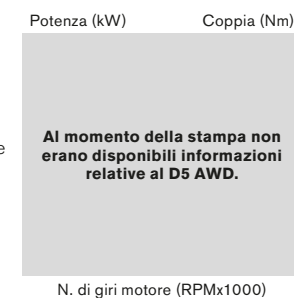 Potenza (kW) Coppia (Nm)
e
Al momento della stampa non
erano disponibili informazioni
relative al D5 AWD.
N. di giri motore (RPMx1000)